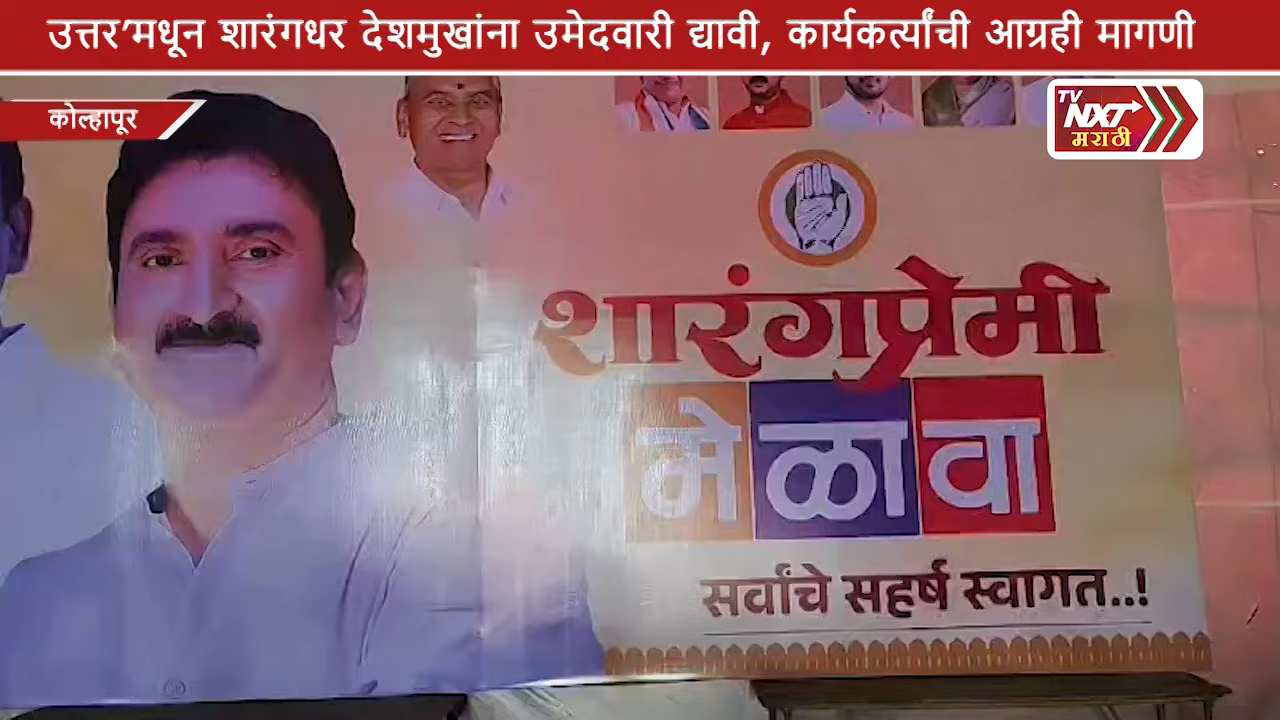 उत्तर'मधून शारंगधर देशमुखांना उमेदवारी द्यावी, कार्यकर्त्यांची आग्रही मागणी
कोल्हापूर
TV
NXT
मराठी
शारंगप्रेमी
मेळावा
सर्वांचे सहर्ष स्वागत..!